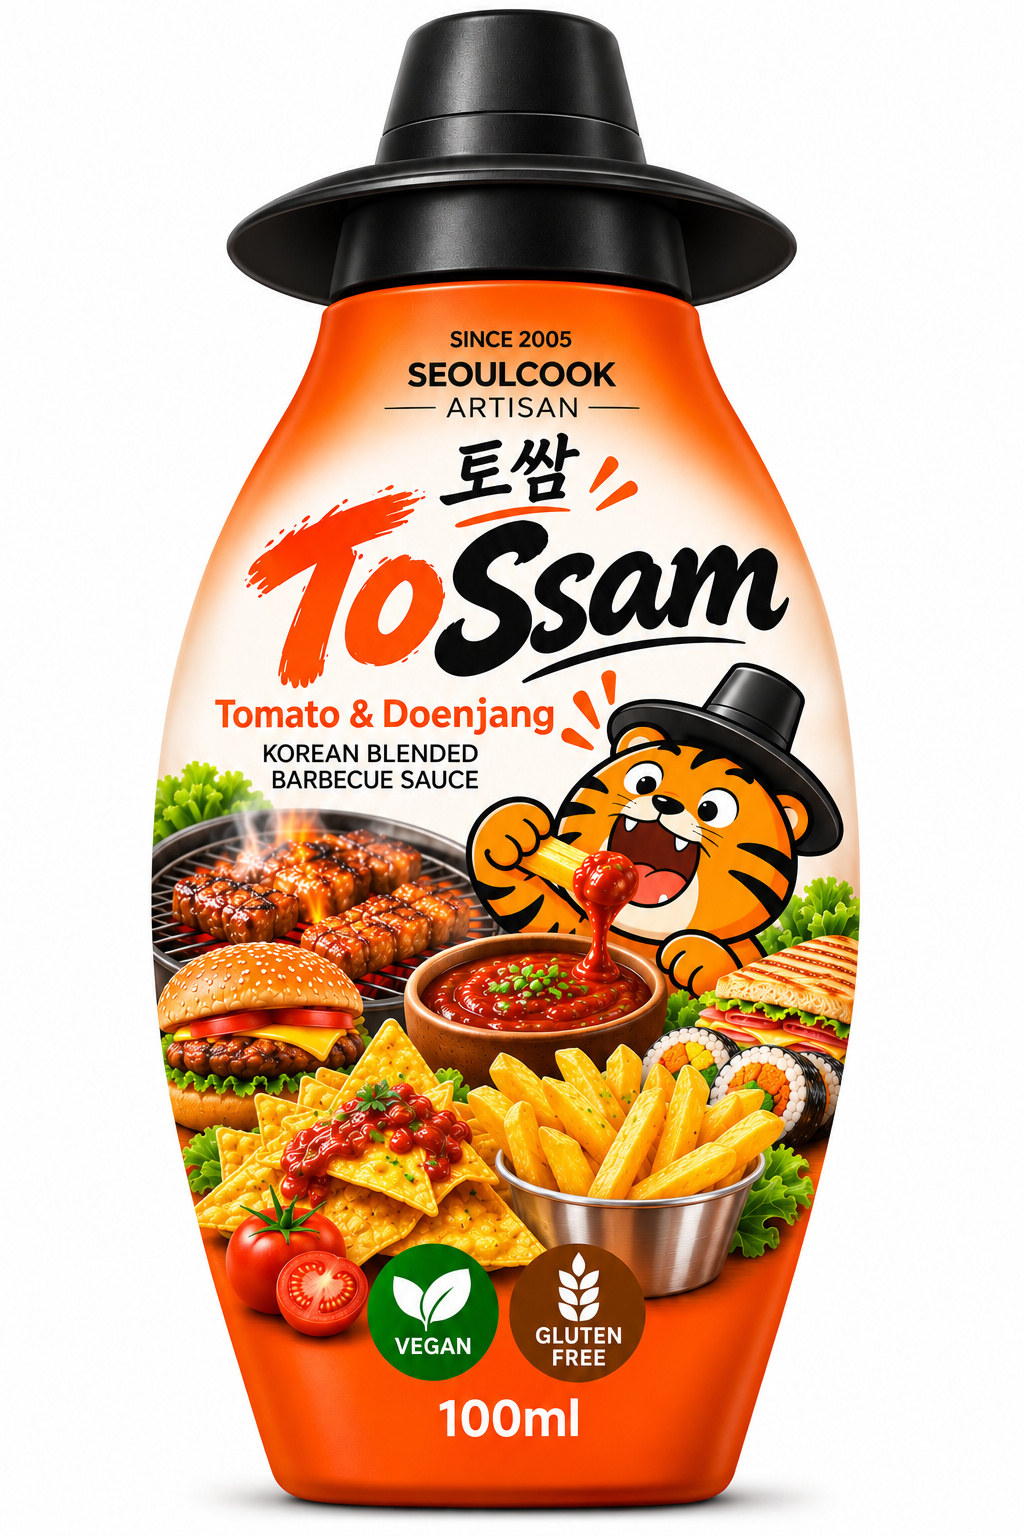 SINCE 2005
SEOULCOOK
ARTISAN
토쌈
ToSsam
Tomato & Doenjang
KOREAN BLENDED
BARBECUE SAUCE
VEGAN
GLUTEN
FREE
100ml